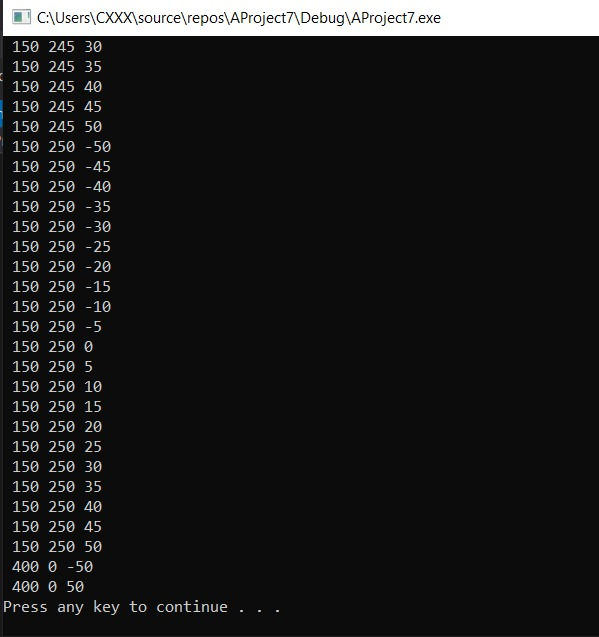 C:\Users\CXXX\source\repos\AProject7\Debug\AProject7.exe
150 245 30
150 245 35
150 245 40
150 245 45
150 245 50
150 250 -50
150 250 -45
150 250 -40
150 250 -35
150 250 -30
150 250 -25
150 250 -20
150 250 -15
150 250 -10
150 250 -5
150 250 0
150 250 5
150 250 10
150 250 15
150 250 20
150 250 25
150 250 30
150 250 35
150 250 40
150 250 45
150 250 50
400 0 -50
400 0 50
Press any key to continue . . .